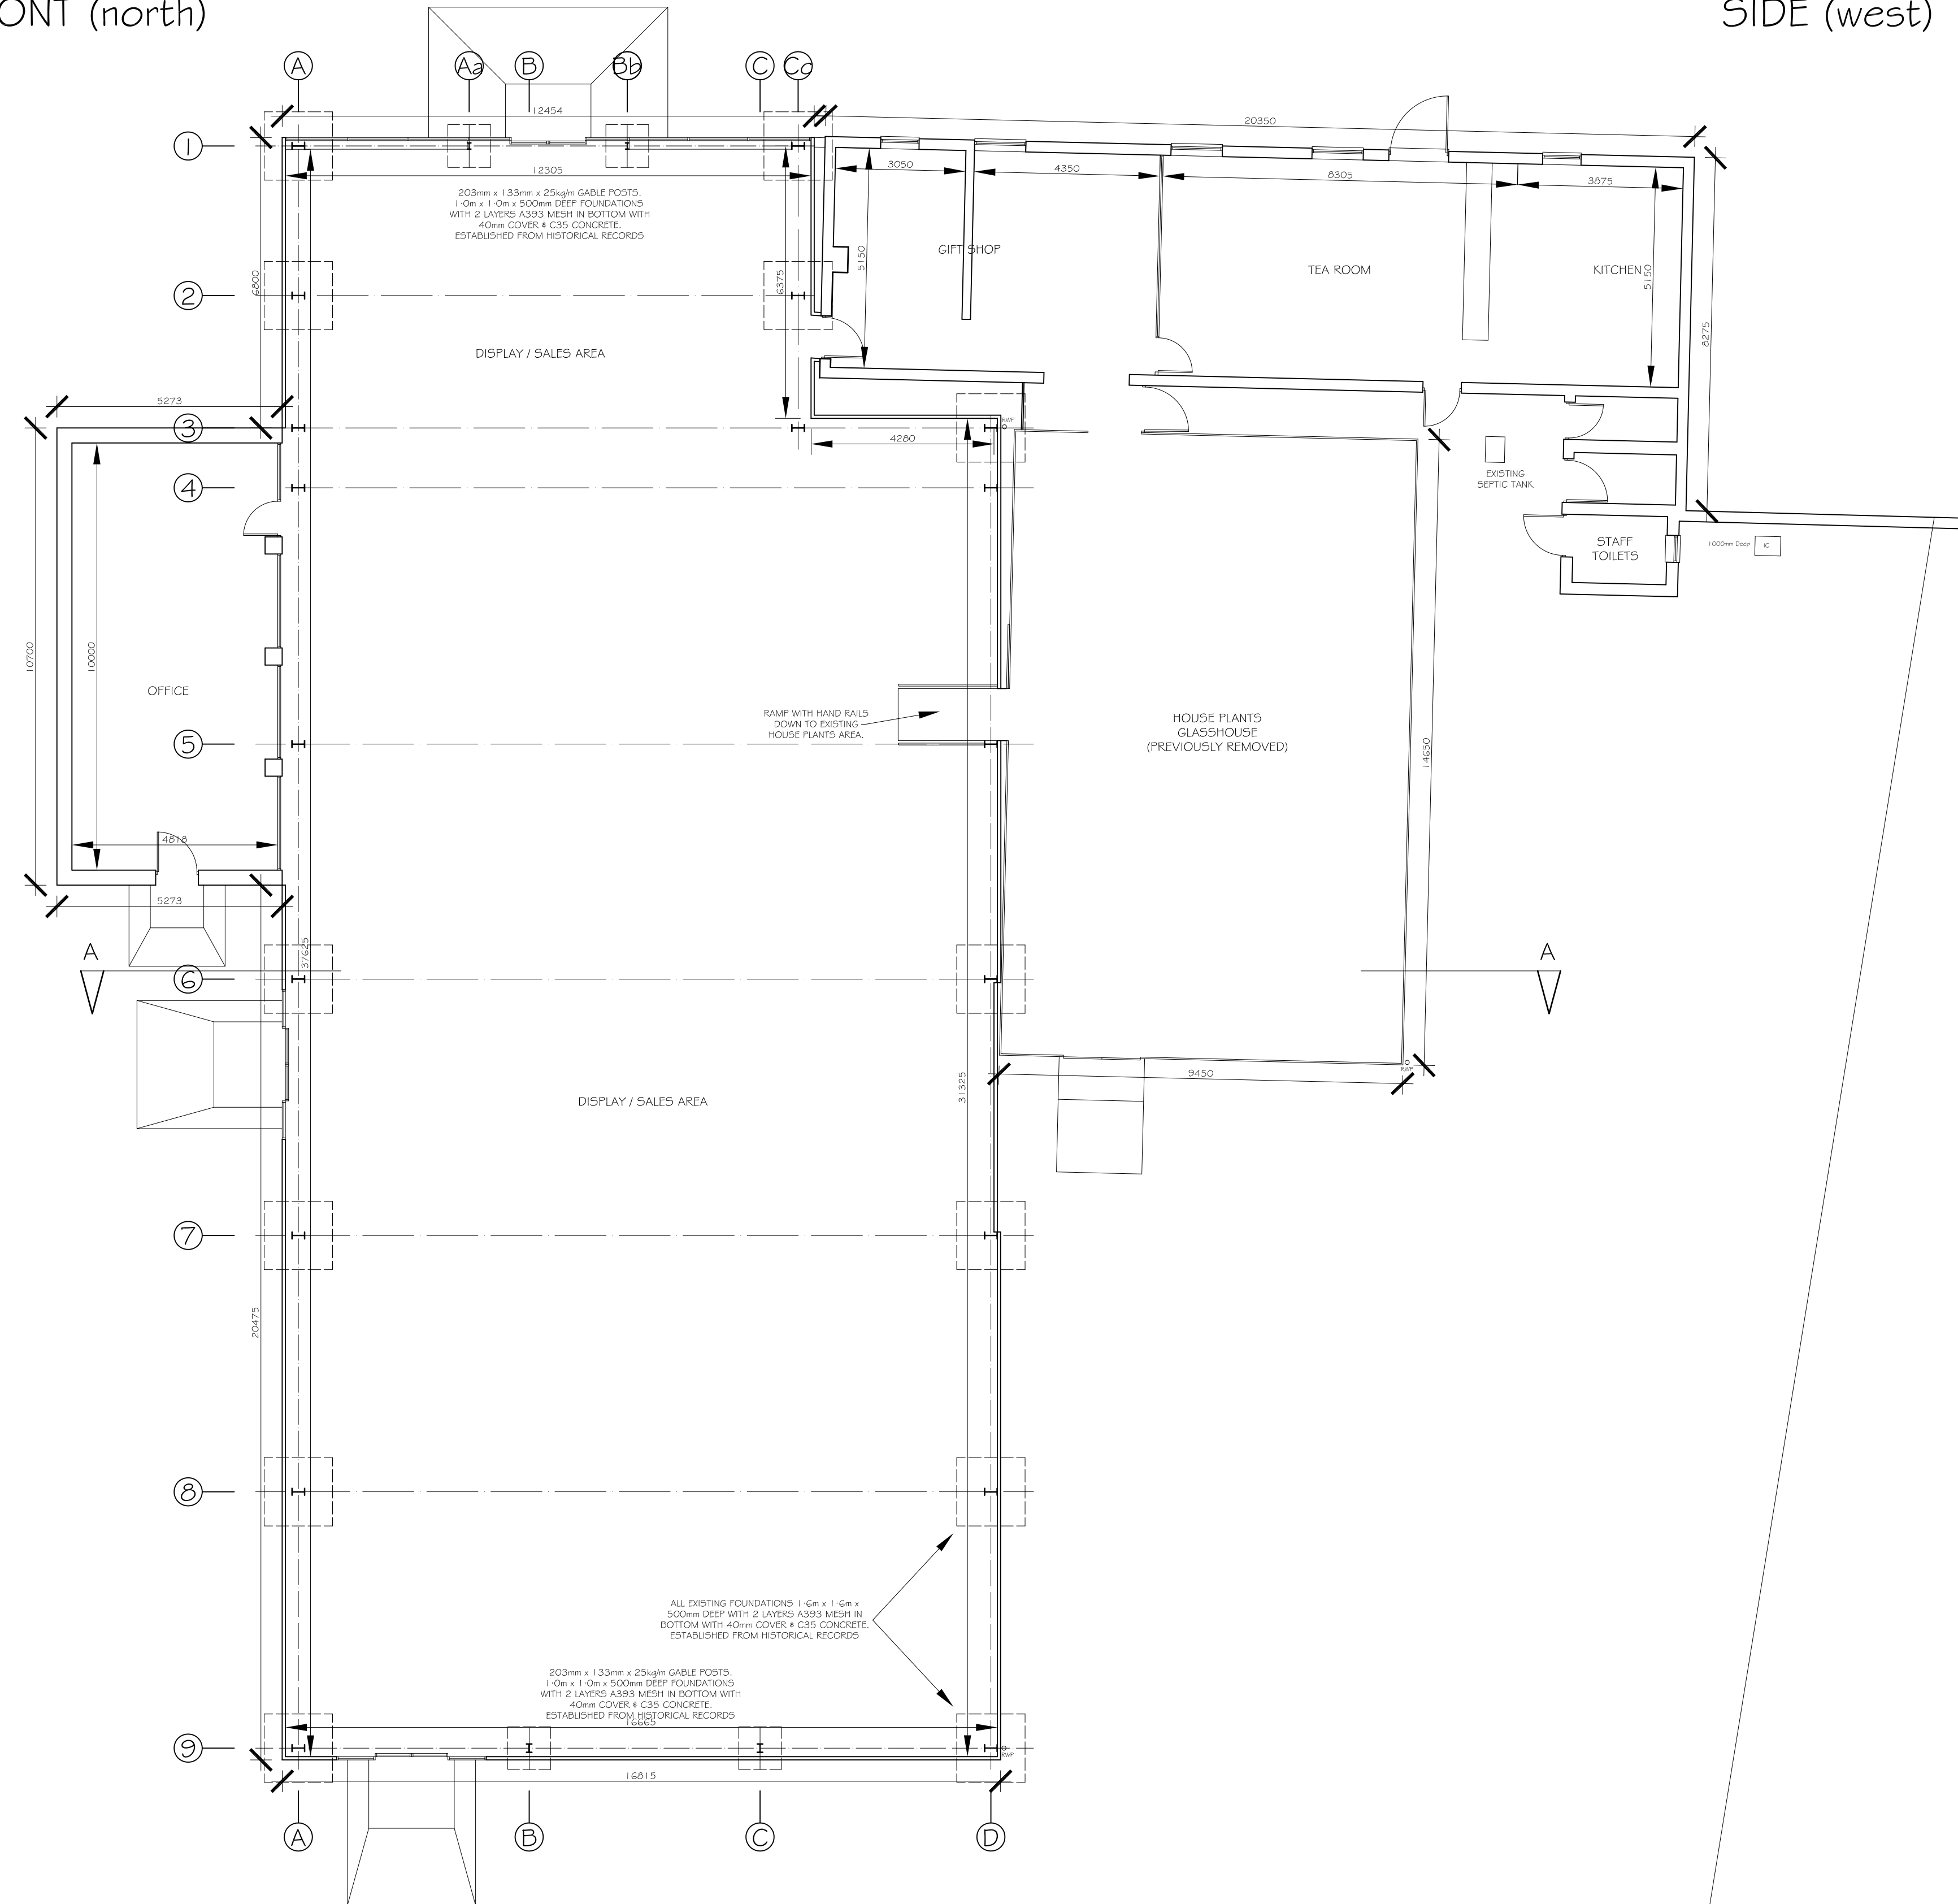 ONT (north)
SIDE (west)
A
Aa
B
Bb
C
Cc
12454
20350
1
12305
3050
4350
8305
3875
203mm x 133mm x 25kg/m GABLE POSTS.
1·0m x 1·0m x 500mm DEEP FOUNDATIONS
WITH 2 LAYERS A393 MESH IN BOTTOM WITH
40mm COVER & C35 CONCRETE.
ESTABLISHED FROM HISTORICAL RECORDS
GIFT SHOP
5150
TEA ROOM
KITCHEN
5150
6800
6375
2
8275
DISPLAY / SALES AREA
5273
3
RWP
4280
4
EXISTING
SEPTIC TANK
STAFF
TOILETS
1000mm Deep
IC
10700
10000
OFFICE
RAMP WITH HAND RAILS
DOWN TO EXISTING
HOUSE PLANTS AREA.
HOUSE PLANTS
GLASSHOUSE
(PREVIOUSLY REMOVED)
14650
5
4818
5273
A
A
37625
6
31325
RWP
9450
DISPLAY / SALES AREA
7
20475
8
ALL EXISTING FOUNDATIONS 1·6m x 1·6m x
500mm DEEP WITH 2 LAYERS A393 MESH IN
BOTTOM WITH 40mm COVER & C35 CONCRETE.
ESTABLISHED FROM HISTORICAL RECORDS
203mm x 133mm x 25kg/m GABLE POSTS.
1·0m x 1·0m x 500mm DEEP FOUNDATIONS
WITH 2 LAYERS A393 MESH IN BOTTOM WITH
40mm COVER & C35 CONCRETE.
ESTABLISHED FROM HISTORICAL RECORDS
16665
9
RWP
16815
A
B
C
D